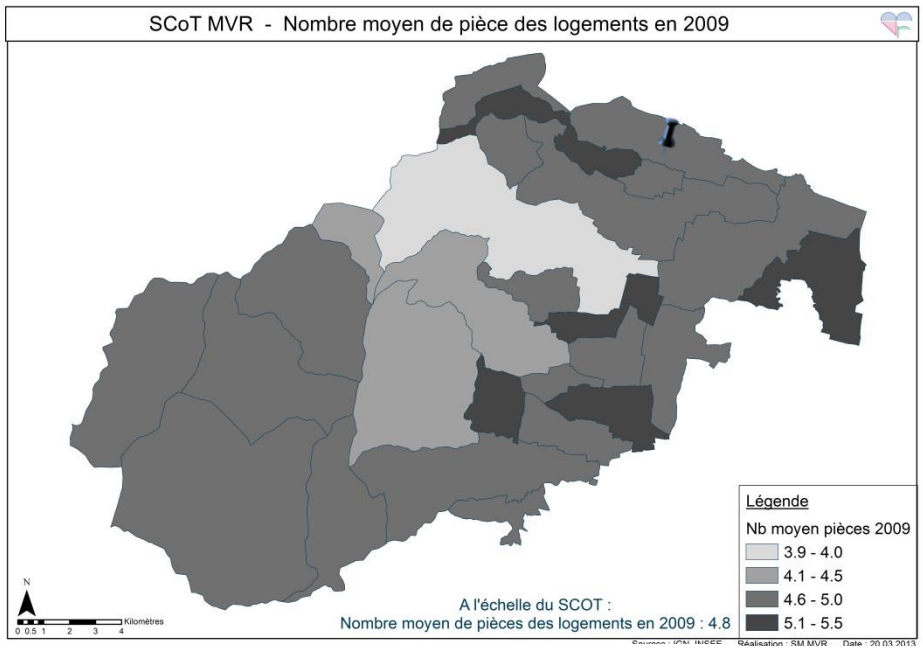 SCoT MVR - Nombre moyen de pièce des logements en 2009
Légende
Nb moyen pièces 2009
3.9 - 4.0
4.1 - 4.5
4.6 - 5.0
5.1 - 5.5
N
0 0.5 1 2 3 4 Kilomètres
A l'échelle du SCOT :
Nombre moyen de pièces des logements en 2009 : 4.8
Sources : IGN, INSEE Réalisation : SM MVR Date : 20.03.2013